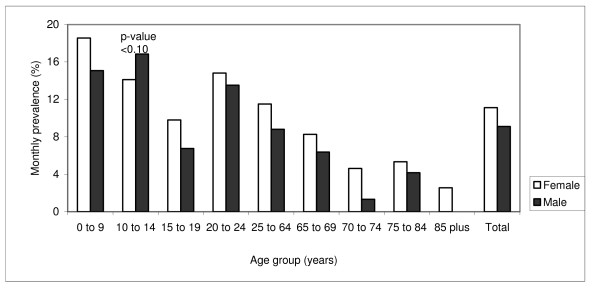 20
16
12
8
4
0
Monthly prevalence (%)
p-value
<0.10
0 to 9 10 to 14 15 to 19 20 to 24 25 to 64 65 to 69 70 to 74 75 to 84 85 plus Total
Age group (years)
Female
Male